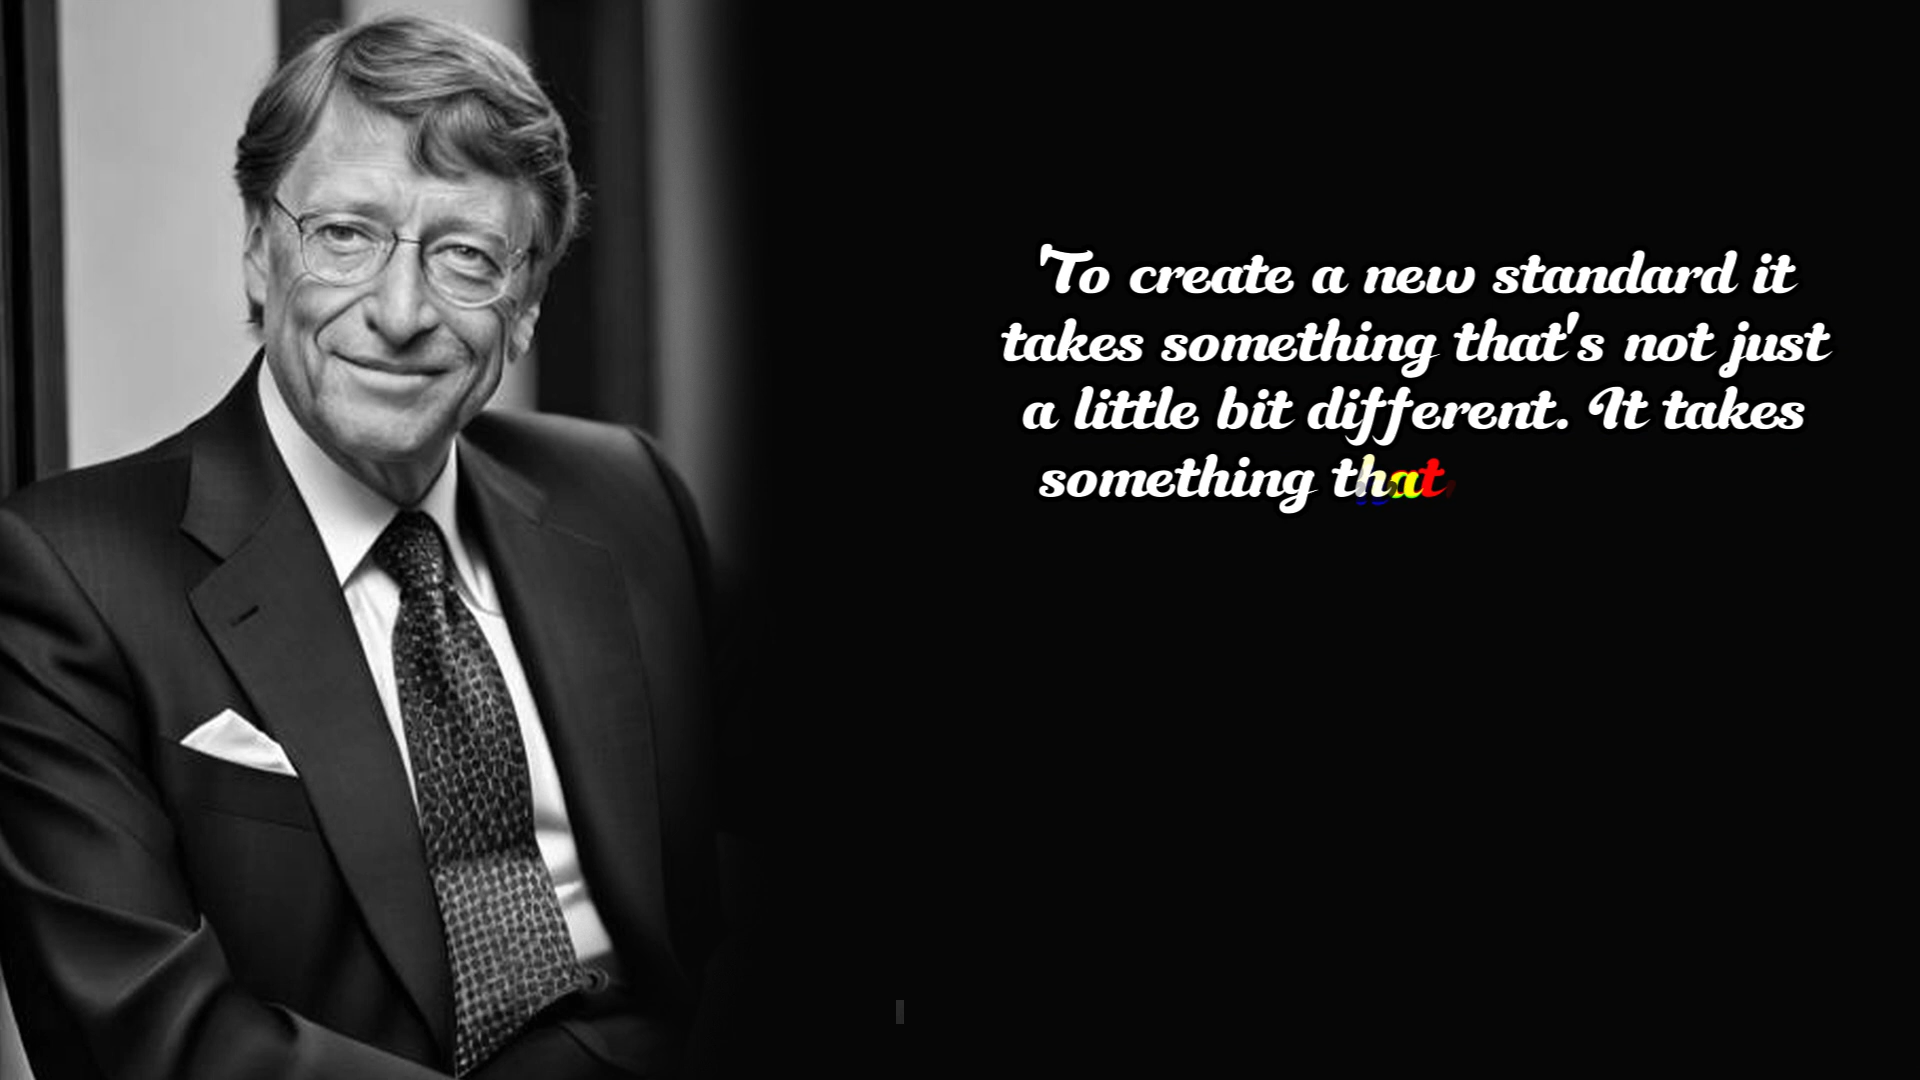 To create a new standard it
takes something that's not just
a little bit different. It takes
something that